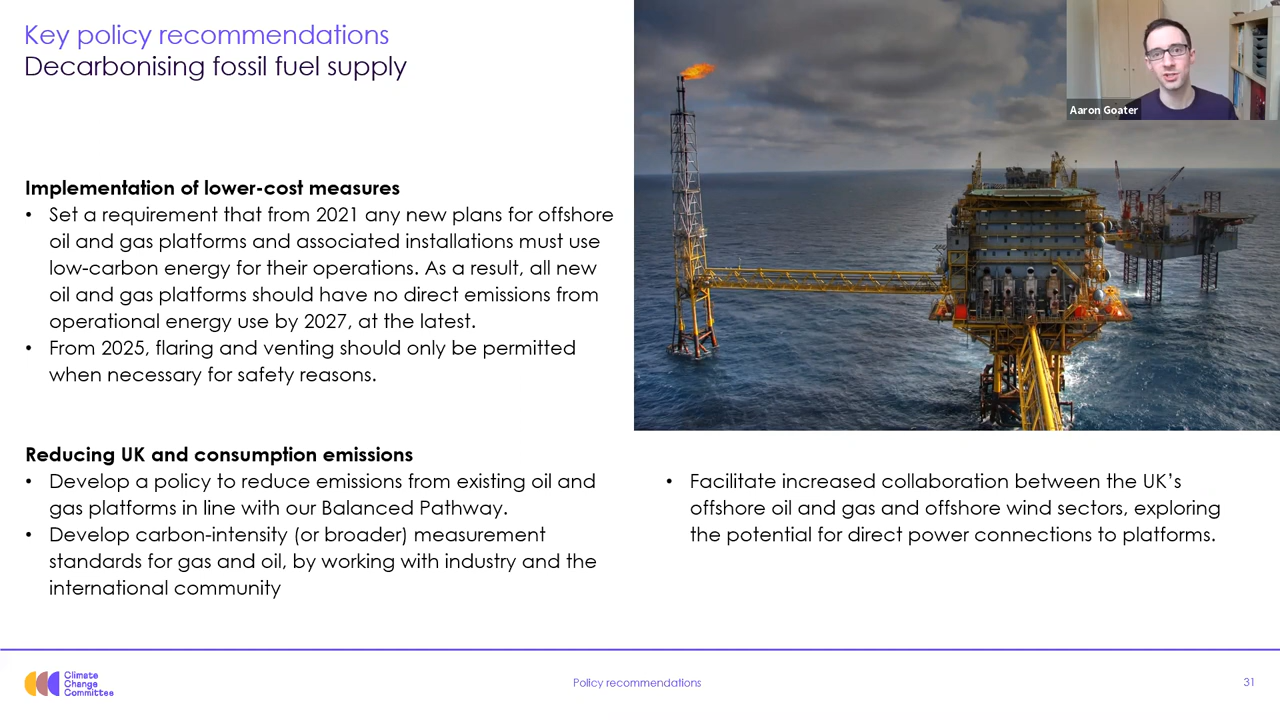 Key policy recommendations
Decarbonising fossil fuel supply
Aaron Goater
Implementation of lower-cost measures
• Set a requirement that from 2021 any new plans for offshore
oil and gas platforms and associated installations must use
low-carbon energy for their operations. As a result, all new
oil and gas platforms should have no direct emissions from
operational energy use by 2027, at the latest.
• From 2025, flaring and venting should only be permitted
when necessary for safety reasons.
Reducing UK and consumption emissions
• Develop a policy to reduce emissions from existing oil and
gas platforms in line with our Balanced Pathway.
• Develop carbon-intensity (or broader) measurement
standards for gas and oil, by working with industry and the
international community
• Facilitate increased collaboration between the UK’s
offshore oil and gas and offshore wind sectors, exploring
the potential for direct power connections to platforms.
Climate
Change
Committee
Policy recommendations
31